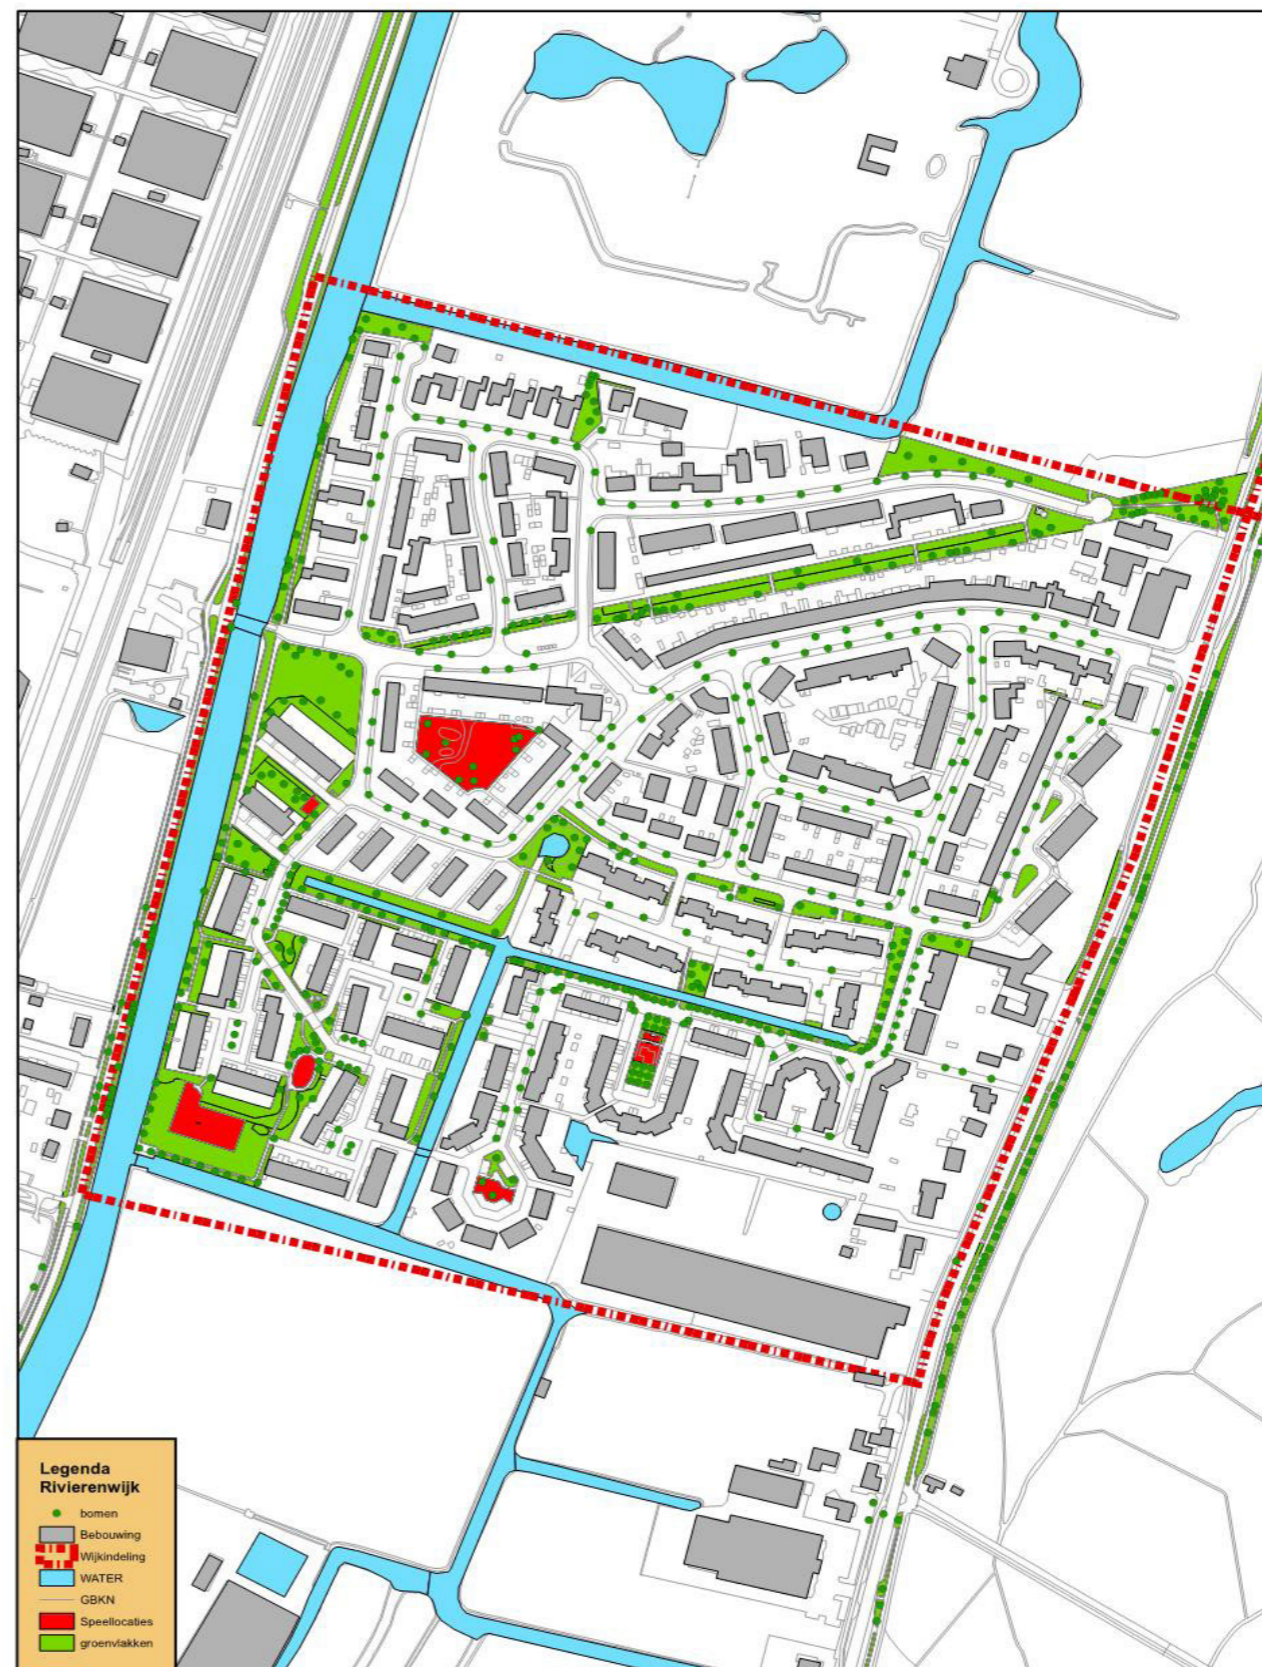 Legenda
Rivierenwijk
bomen
Bebouwing
Wijkindeling
WATER
GBKN
Speellocaties
groenvlakken